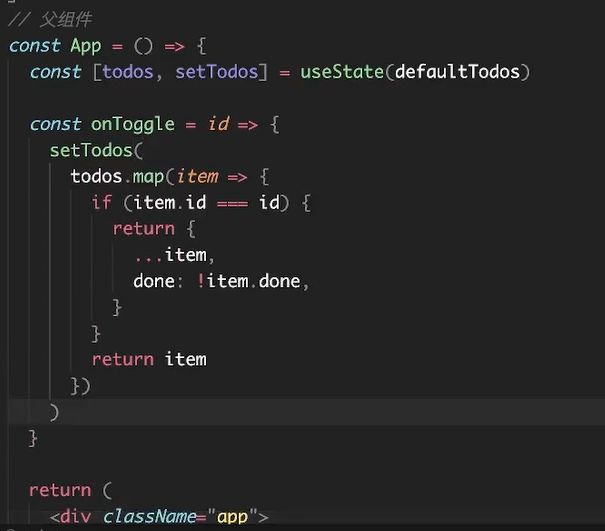 // 父组件
const App = () => {
  const [todos, setTodos] = useState(defaultTodos)

  const onToggle = id => {
    setTodos(
      todos.map(item => {
        if (item.id === id) {
          return {
            ...item,
            done: !item.done,
          }
        }
        return item
      })
    )
  }

  return (
    <div className="app">